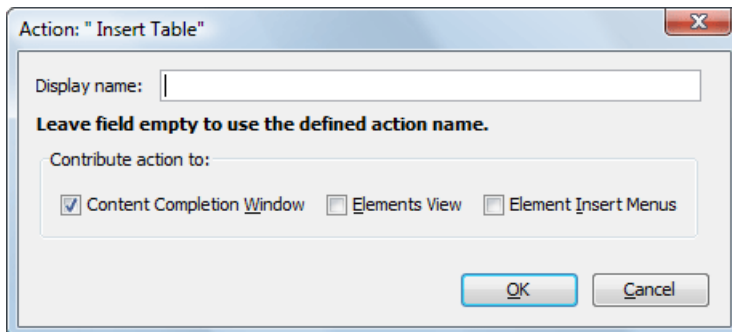 Action: " Insert Table"
Display name:
Leave field empty to use the defined action name.
Contribute action to:
Content Completion Window Elements View Element Insert Menus
OK Cancel